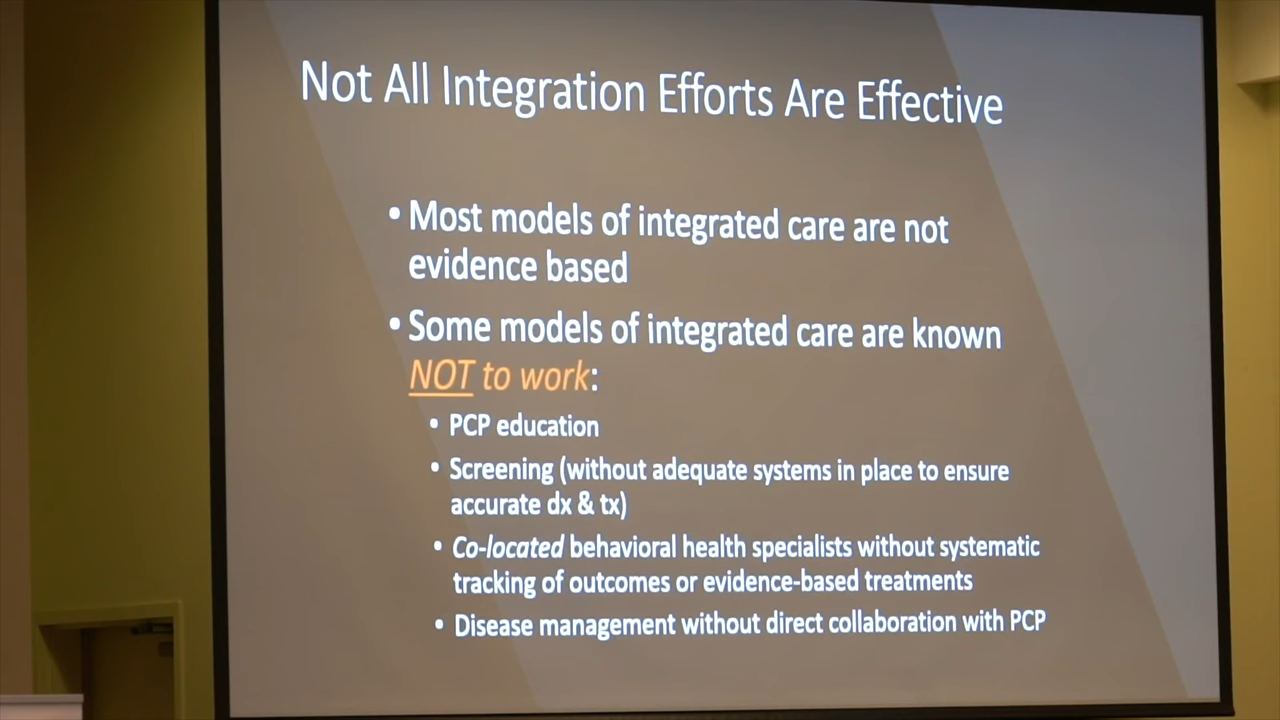 Not All Integration Efforts Are Effective
• Most models of integrated care are not
evidence based
• Some models of integrated care are known
NOT to work:
• PCP education
• Screening (without adequate systems in place to ensure
accurate dx & tx)
• Co-located behavioral health specialists without systematic
tracking of outcomes or evidence-based treatments
• Disease management without direct collaboration with PCP